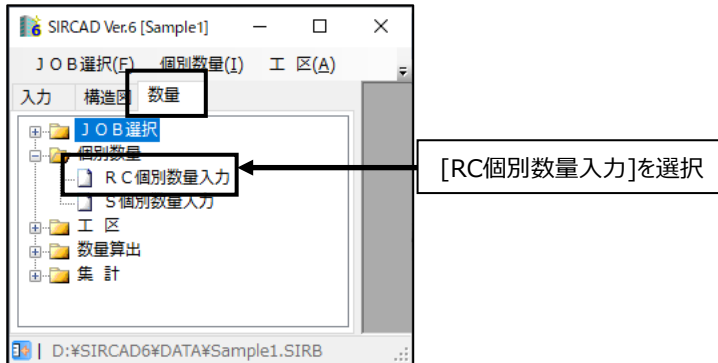 SIRCAD Ver.6 [Sample1]
ＪＯＢ選択(F) 個別数量(I) 工 区(A)
入力 構造図 数量
ＪＯＢ選択
個別数量
ＲＣ個別数量入力
Ｓ個別数量入力
工 区
数量算出
集 計
D:¥SIRCAD6¥DATA¥Sample1.SIRB
[RC個別数量入力]を選択